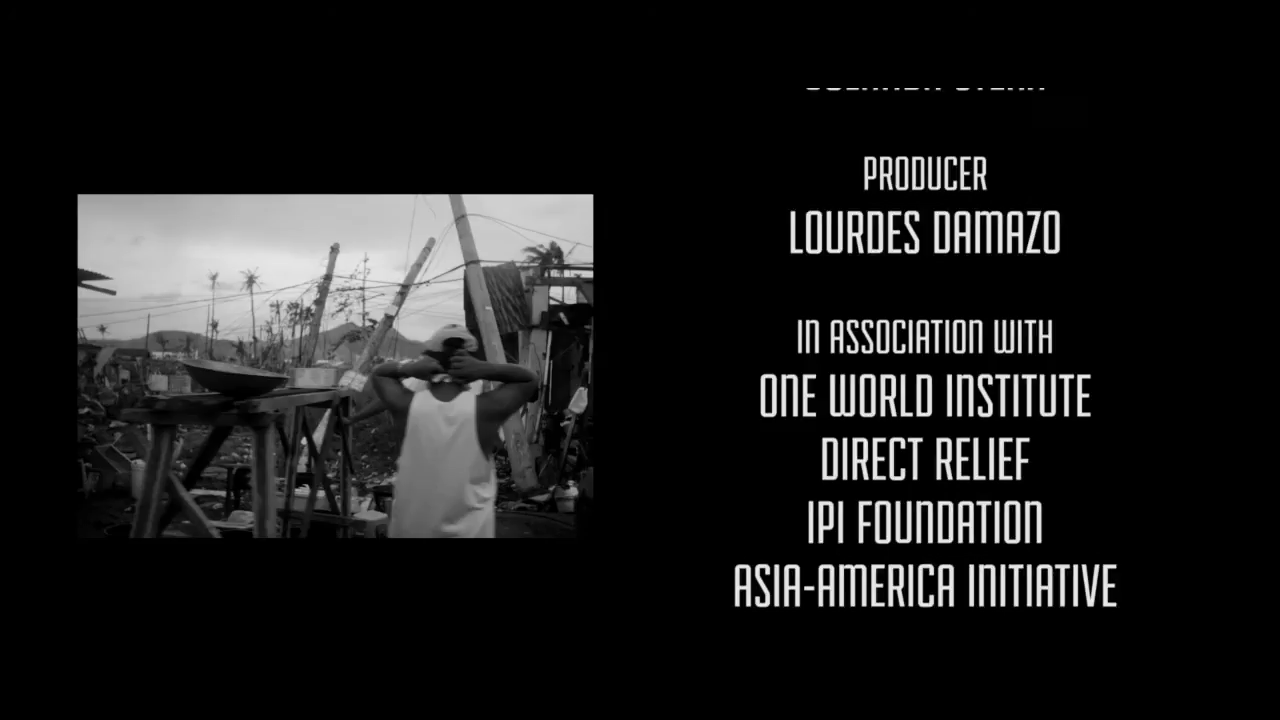 PRODUCER
LOURDES DAMAZO
IN ASSOCIATION WITH
ONE WORLD INSTITUTE
DIRECT RELIEF
IPI FOUNDATION
ASIA-AMERICA INITIATIVE